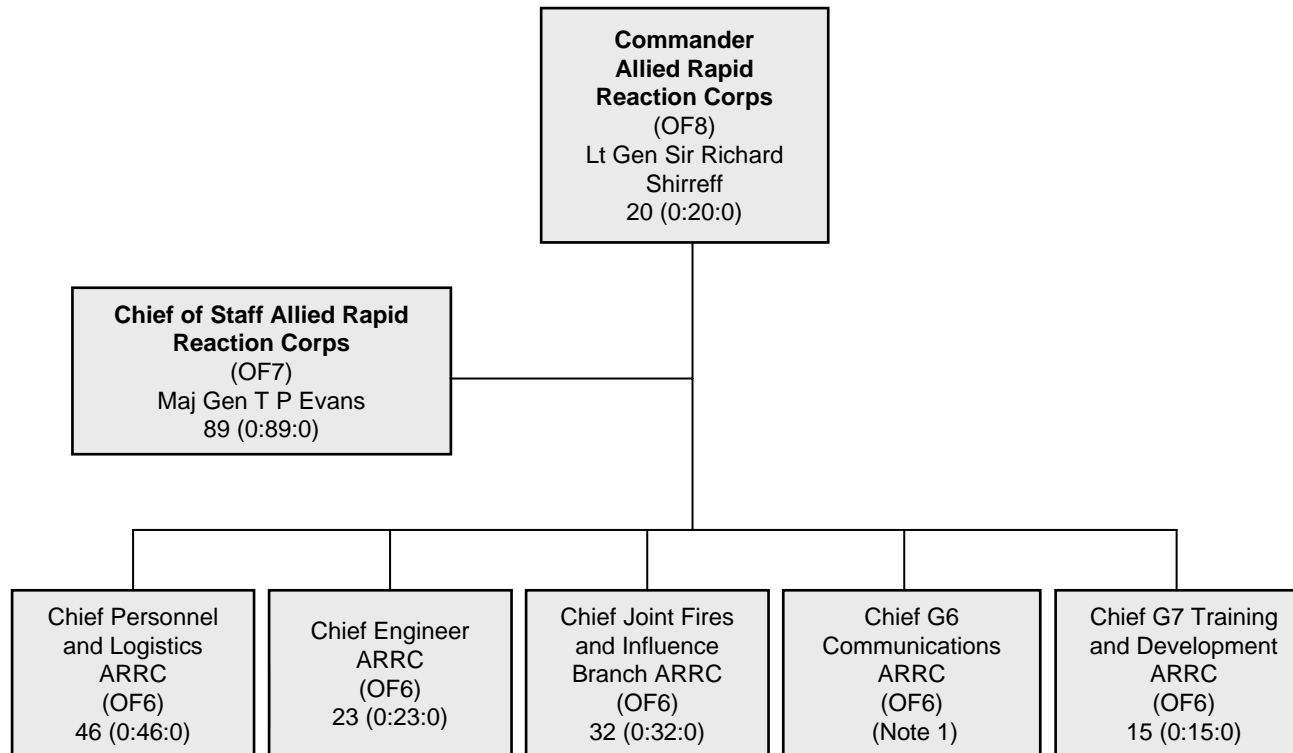 Commander
Allied Rapid
Reaction Corps
(OF8)
Lt Gen Sir Richard
Shirreff
20 (0:20:0)
Chief of Staff Allied Rapid
Reaction Corps
(OF7)
Maj Gen T P Evans
89 (0:89:0)
Chief Personnel
and Logistics
ARRC
(OF6)
46 (0:46:0)
Chief Engineer
ARRC
(OF6)
23 (0:23:0)
Chief Joint Fires
and Influence
Branch ARRC
(OF6)
32 (0:32:0)
Chief G6
Communications
ARRC
(OF6)
(Note 1)
Chief G7 Training
and Development
ARRC
(OF6)
15 (0:15:0)